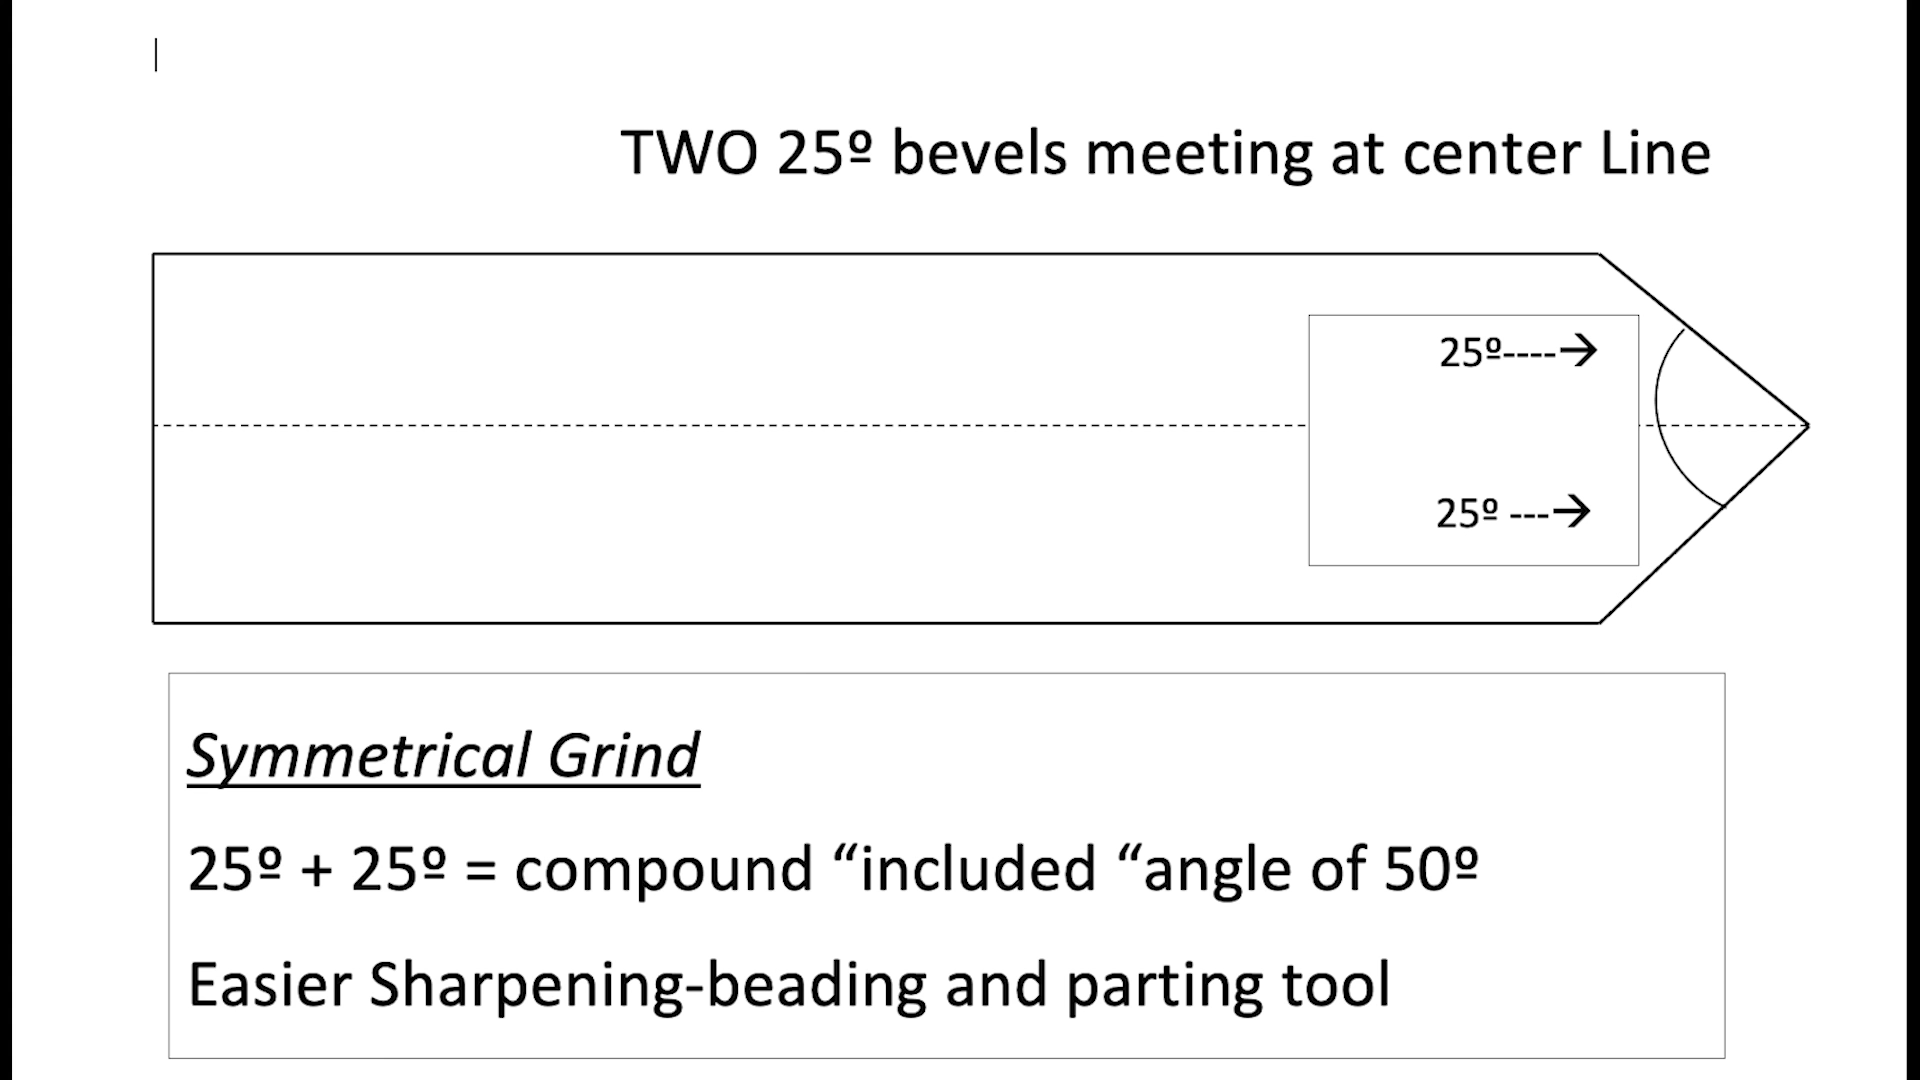 TWO 25º bevels meeting at center Line
25º----→
25º ---→
Symmetrical Grind
25º + 25º = compound “included “angle of 50º
Easier Sharpening-beading and parting tool